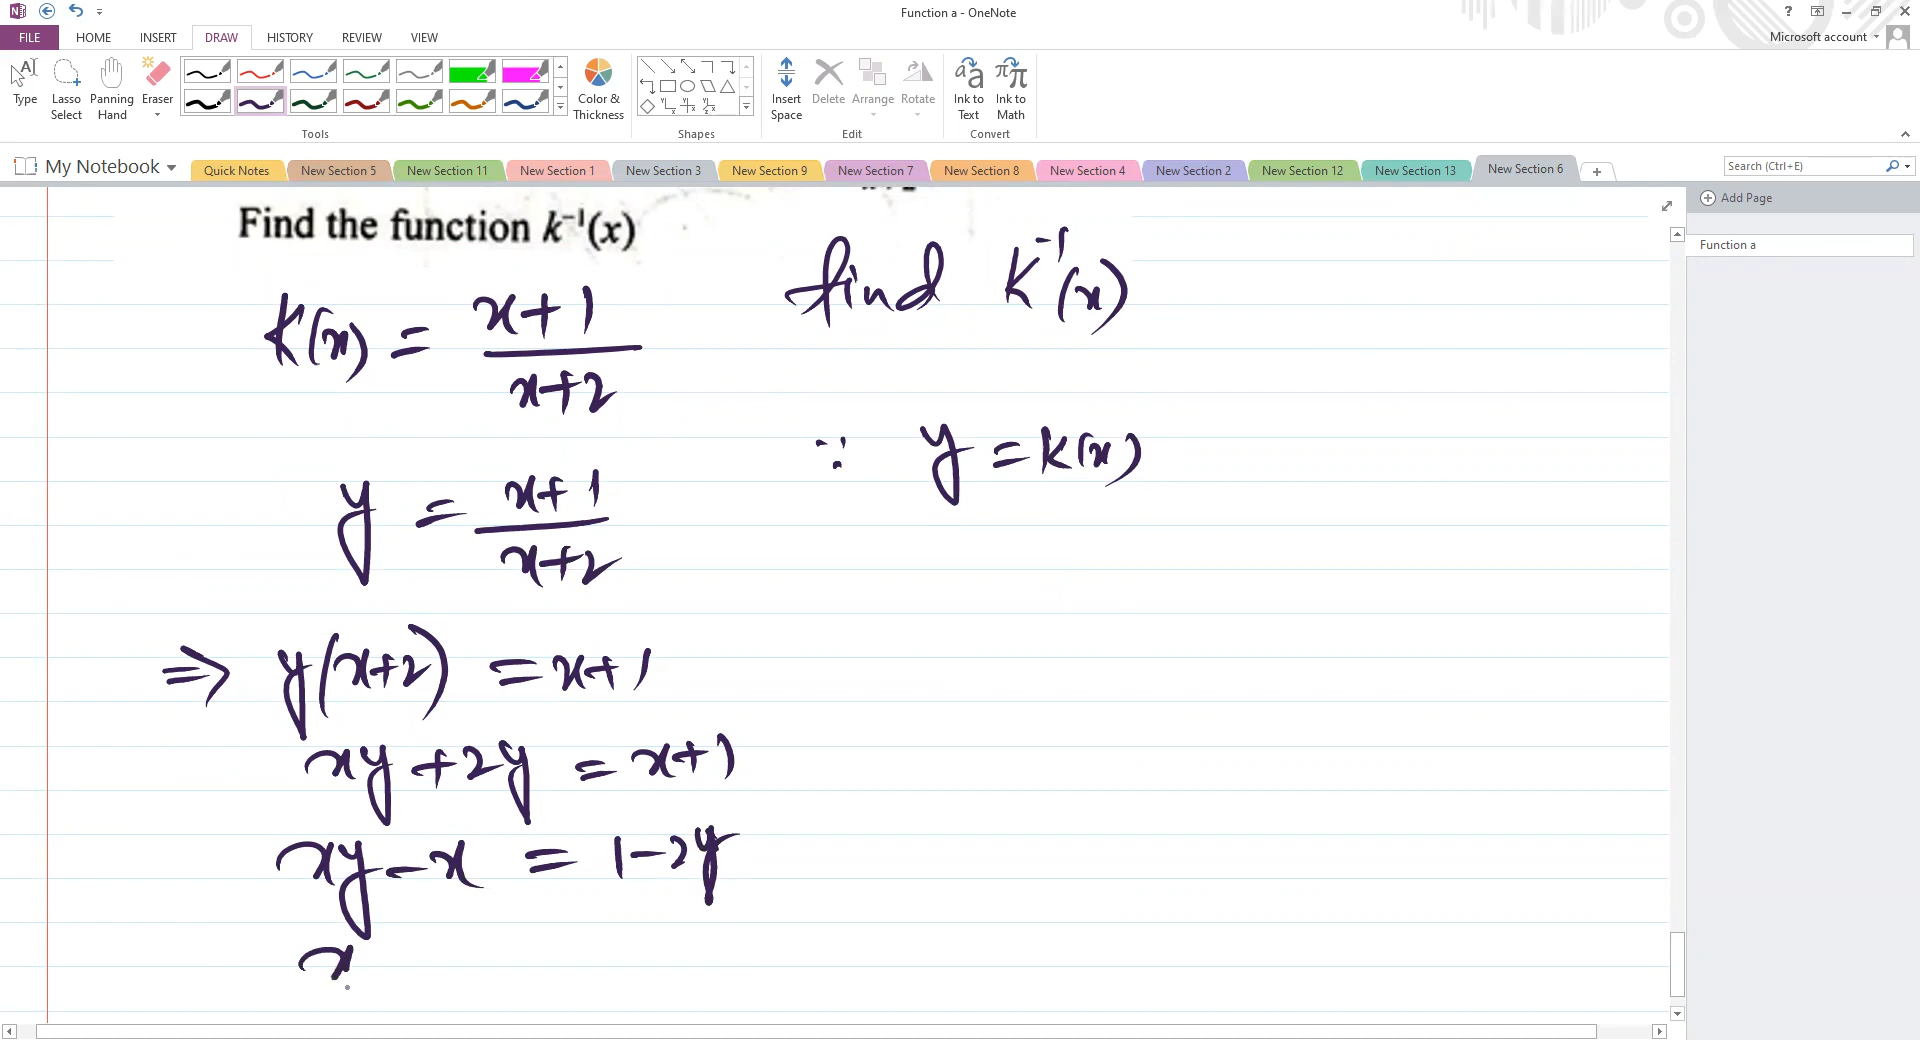 Function a - OneNote
?
FILE HOME INSERT DRAW HISTORY REVIEW VIEW
Microsoft account
Type Lasso Select Panning Hand Eraser Color & Thickness Insert Space Delete Arrange Rotate Ink to Text Ink to Math
Tools Shapes Edit Convert
My Notebook Quick Notes New Section 5 New Section 11 New Section 1 New Section 3 New Section 9 New Section 7 New Section 8 New Section 4 New Section 2 New Section 12 New Section 13 New Section 6 Search (Ctrl+E)
Add Page
Function a
Find the function k⁻¹(x)
find K⁻¹(x)
K(x) = (x+1)/(x+2)
∵ y = K(x)
y = (x+1)/(x+2)
⇒ y(x+2) = x+1
xy + 2y = x+1
xy - x = 1 - 2y
x